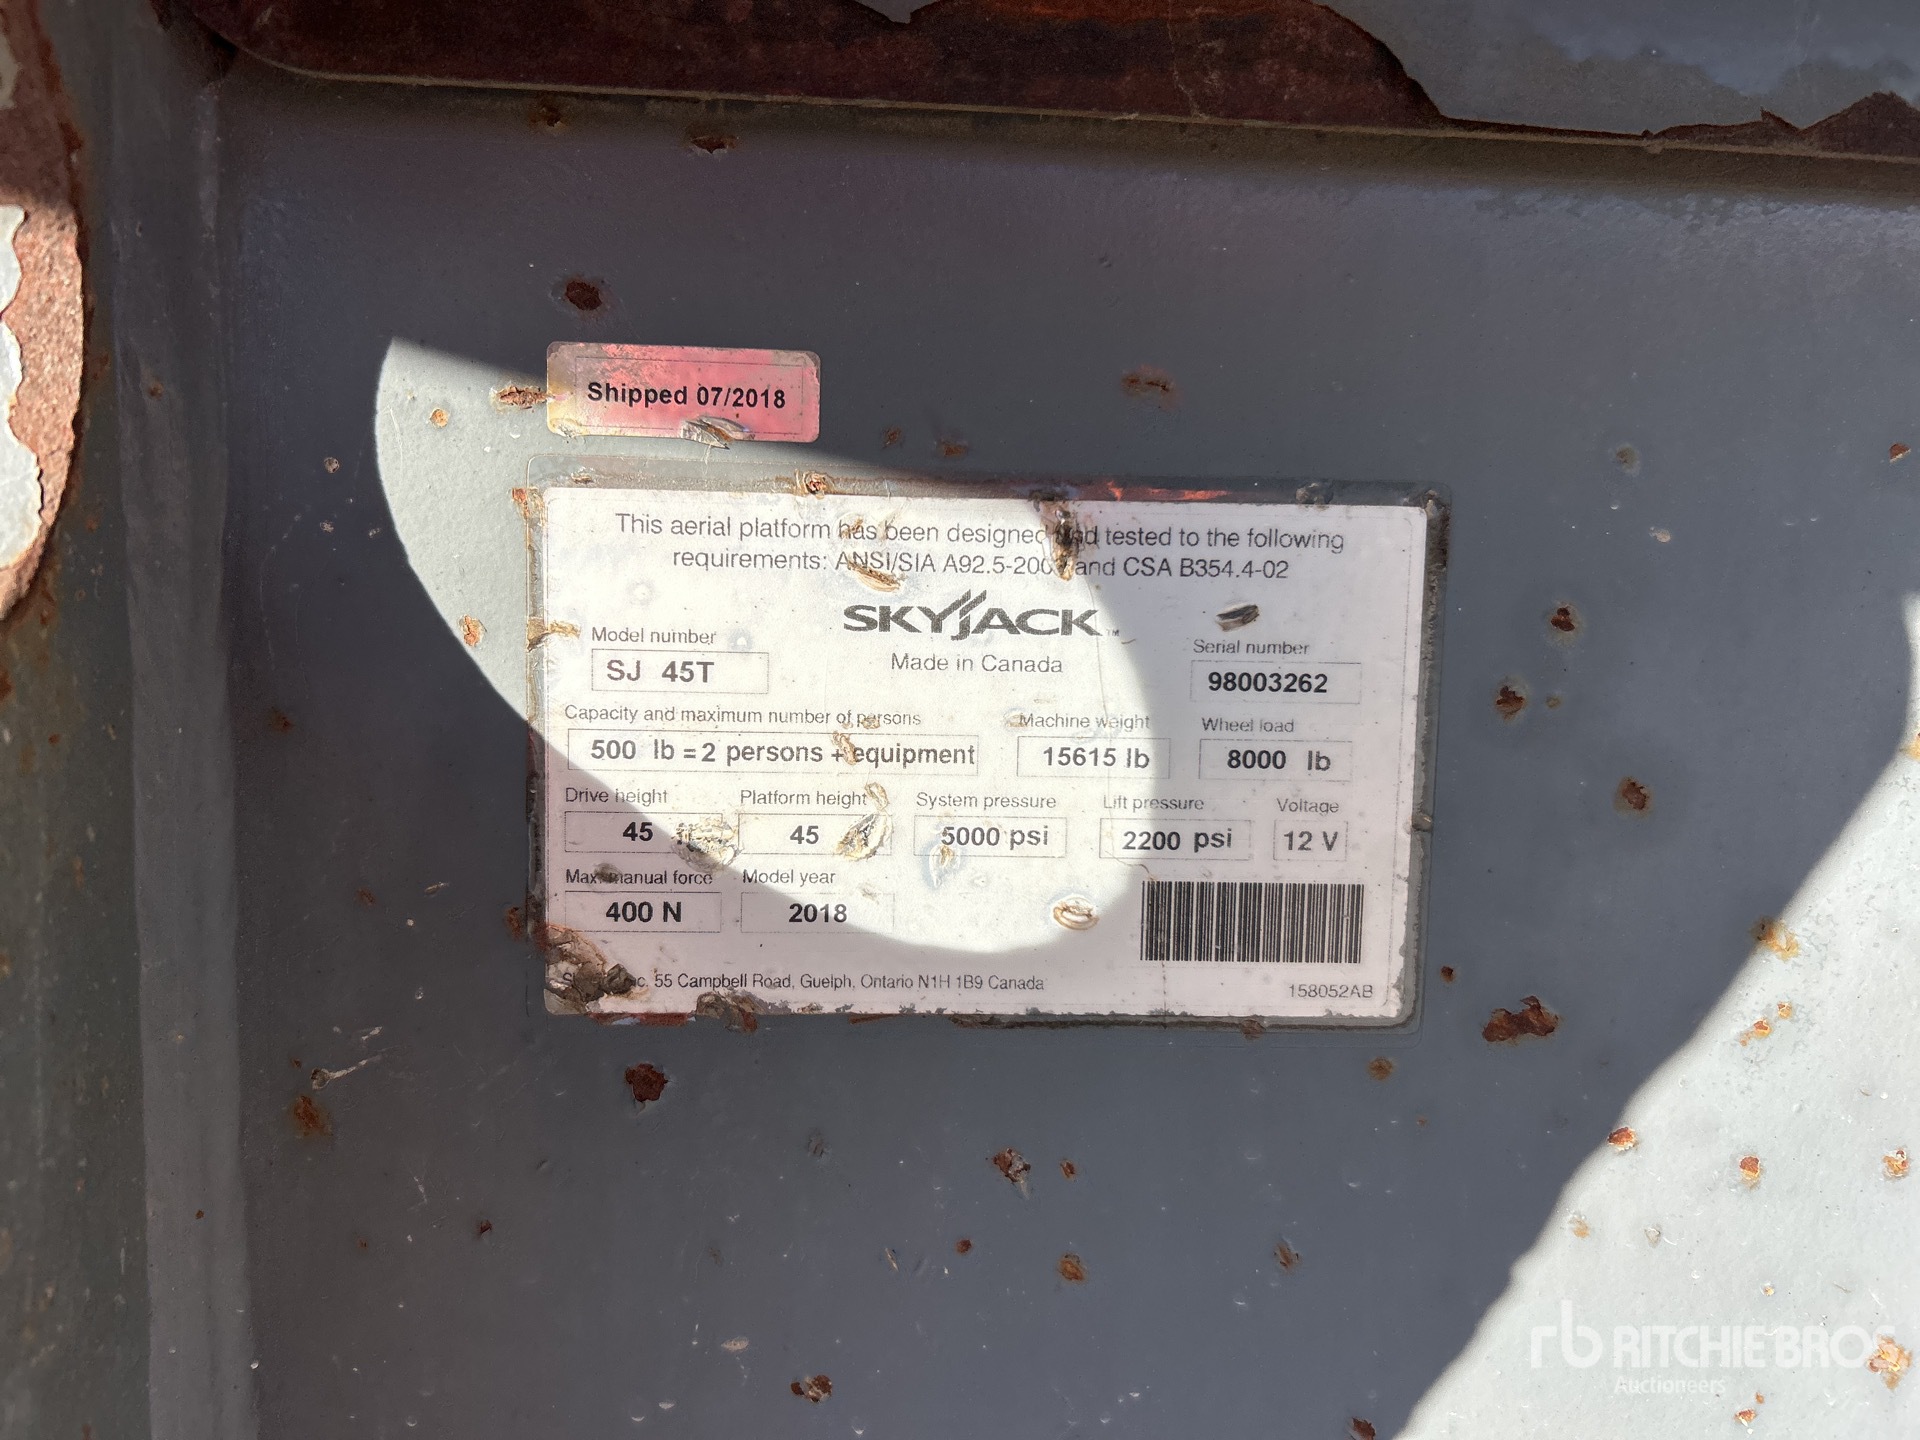 Shipped 07/2018
This aerial platform has been designed and tested to the following
requirements: ANSI/SIA A92.5- and CSA B354.4-02
SKYJACK™
Made in Canada
Model number
SJ 45T
Serial number
98003262
Capacity and maximum number of persons
500 lb = 2 persons + equipment
Machine weight
15615 lb
Wheel load
8000 lb
Drive height
45
Platform height
45
System pressure
5000 psi
Lift pressure
2200 psi
Voltage
12 V
Max. manual force
400 N
Model year
2018
55 Campbell Road, Guelph, Ontario N1H 1B9 Canada
158052AB
rb RITCHIE BROS
Auctioneers